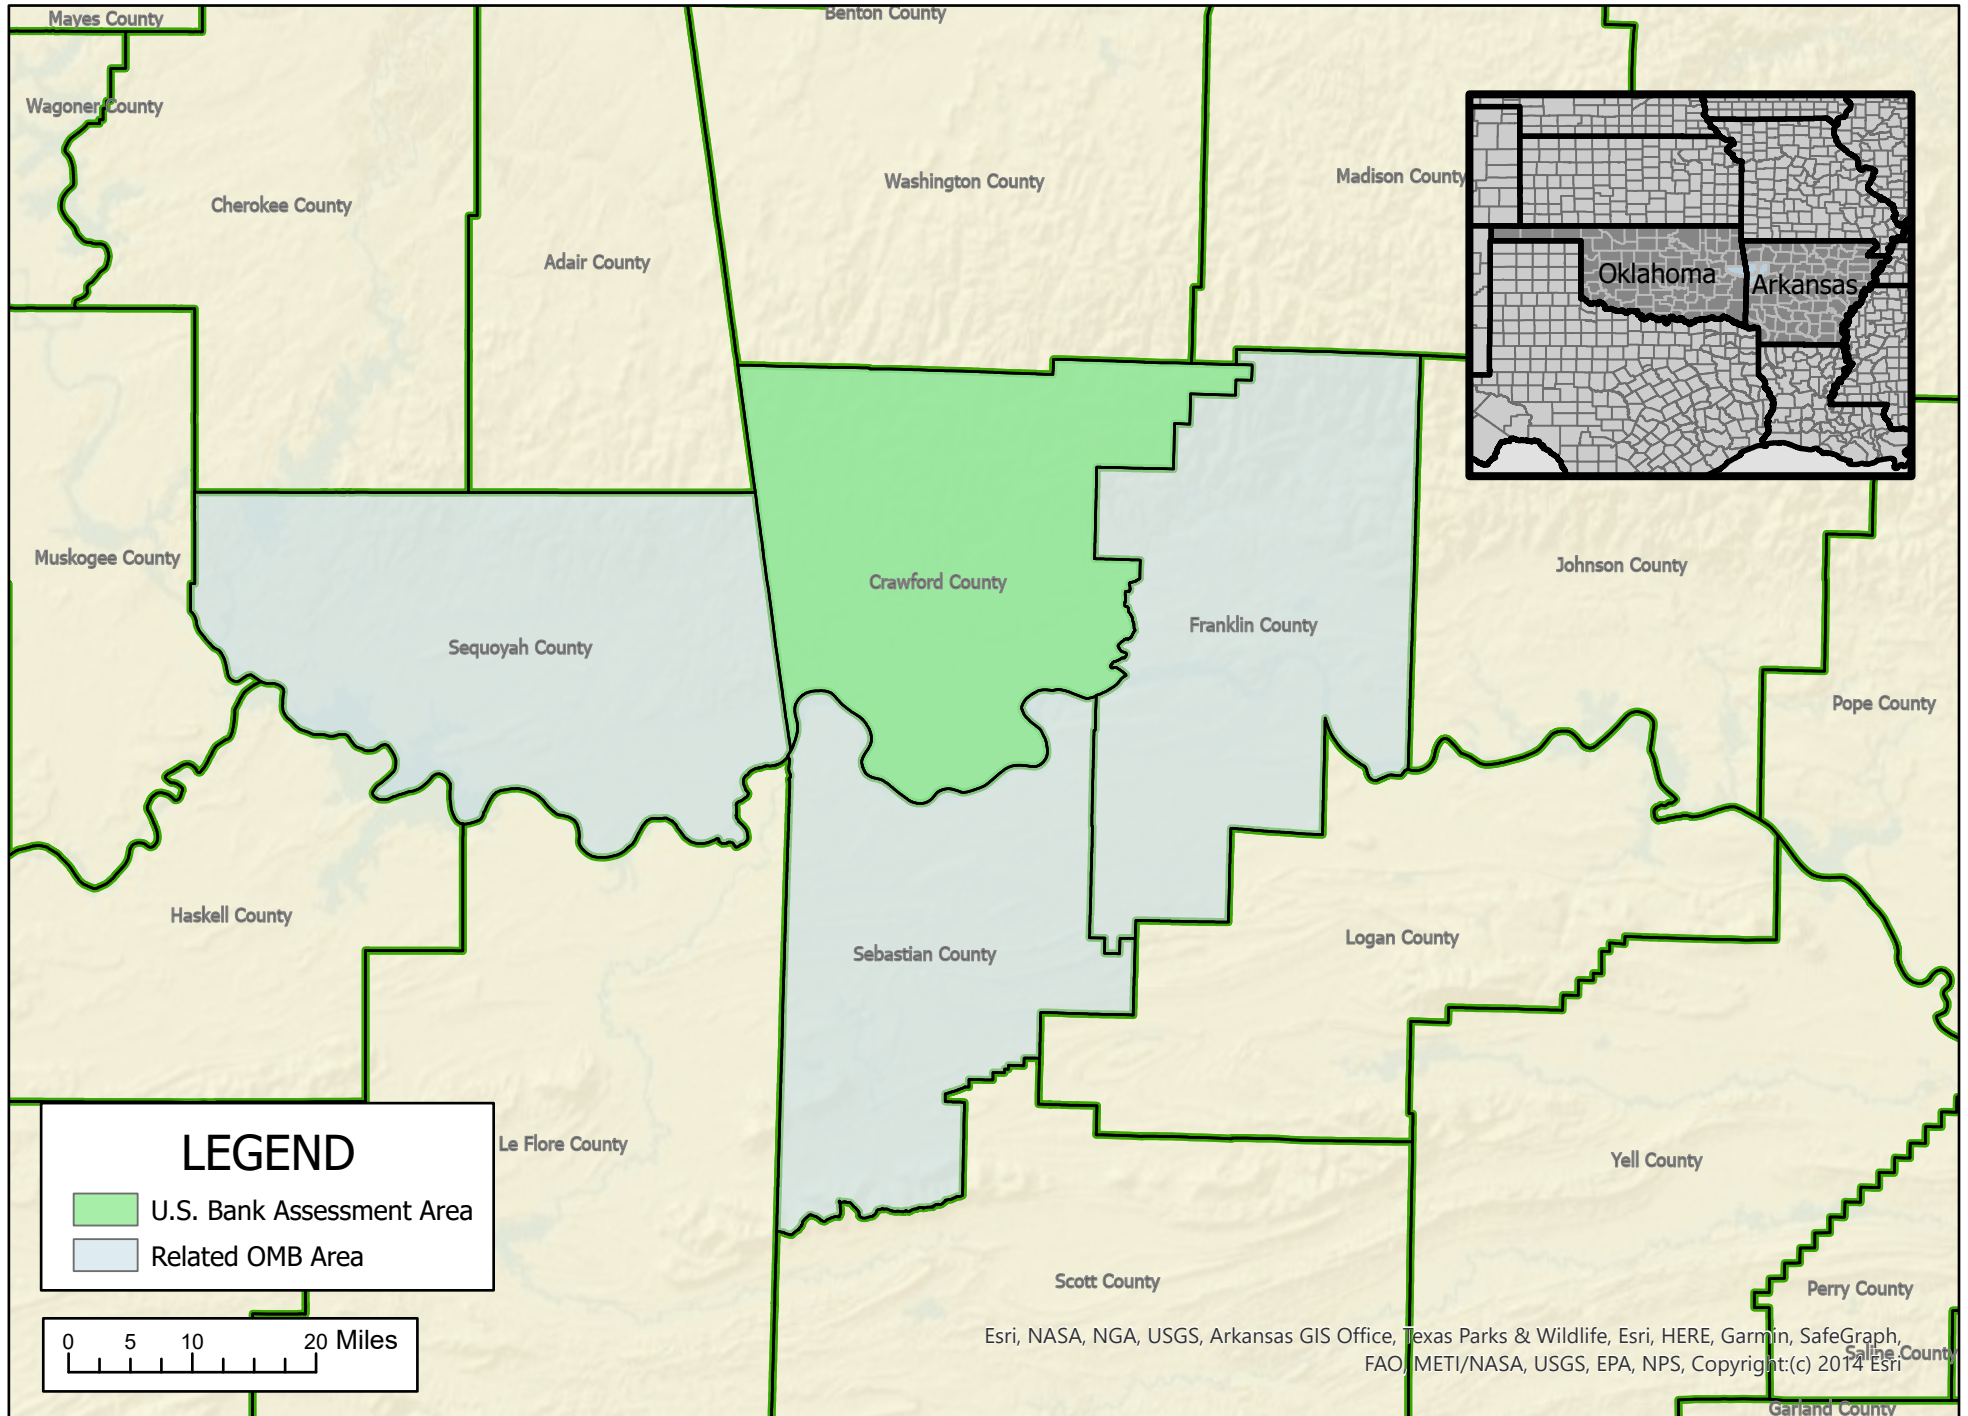 Mayes County
Benton County
Wagoner County
Cherokee County
Adair County
Washington County
Madison County
Oklahoma
Arkansas
Muskogee County
Sequoyah County
Crawford County
Franklin County
Johnson County
Pope County
Haskell County
Sebastian County
Logan County
Le Flore County
Yell County
Scott County
Perry County
Saline County
Garland County
LEGEND
U.S. Bank Assessment Area
Related OMB Area
0 5 10 20 Miles
Esri, NASA, NGA, USGS, Arkansas GIS Office, Texas Parks & Wildlife, Esri, HERE, Garmin, SafeGraph,
FAO, METI/NASA, USGS, EPA, NPS, Copyright:(c) 2014 Esri